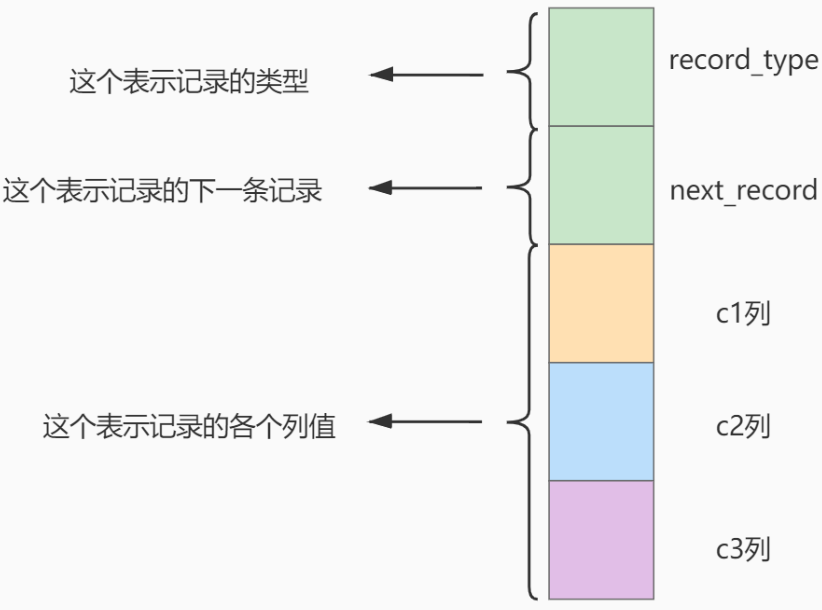 这个表示记录的类型
record_type
这个表示记录的下一条记录
next_record
c1列
这个表示记录的各个列值
c2列
c3列